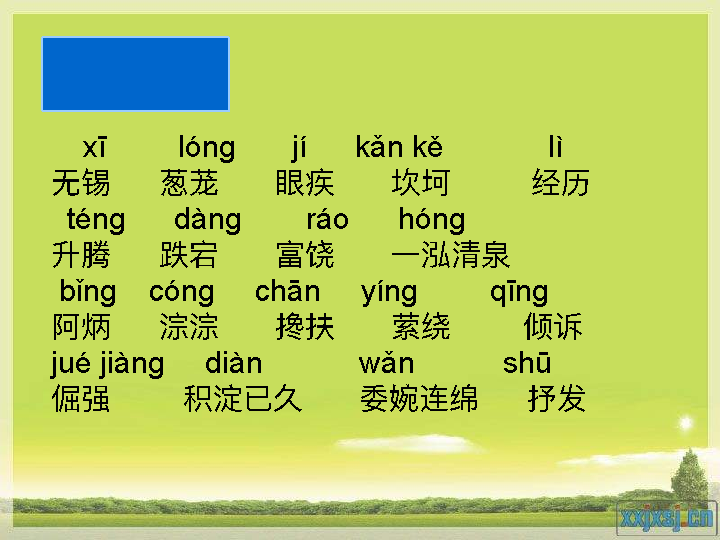 xī lóng jí kǎn kě lì
无锡 葱茏 眼疾 坎坷 经历
téng dàng ráo hóng
升腾 跌宕 富饶 一泓清泉
bǐng cóng chān yíng qīng
阿炳 淙淙 搀扶 萦绕 倾诉
jué jiàng diàn wǎn shū
倔强 积淀已久 委婉连绵 抒发
xxjxsj.cn